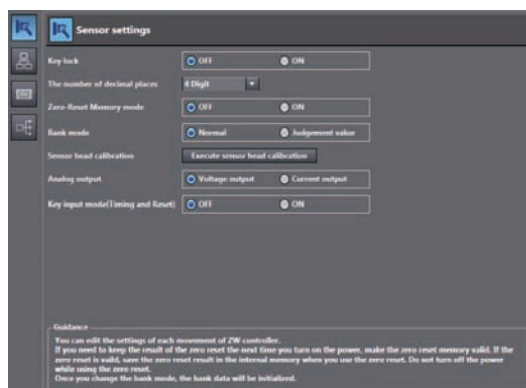 Sensor settings
Key lock OFF ON
The number of decimal places 4 Digit
Zero-Reset Memory mode OFF ON
Bank mode Normal Judgement value
Sensor head calibration Execute sensor head calibration
Analog output Voltage output Current output
Key input mode(Timing and Reset) OFF ON
Guidance
You can edit the settings of each movement of ZW controller.
If you need to keep the result of the zero reset the next time you turn on the power, make the zero reset memory valid. If the
zero reset is valid, save the zero reset result in the internal memory when you use the zero reset. Do not turn off the power
while using the zero reset.
Once you change the bank mode, the bank data will be initialized.